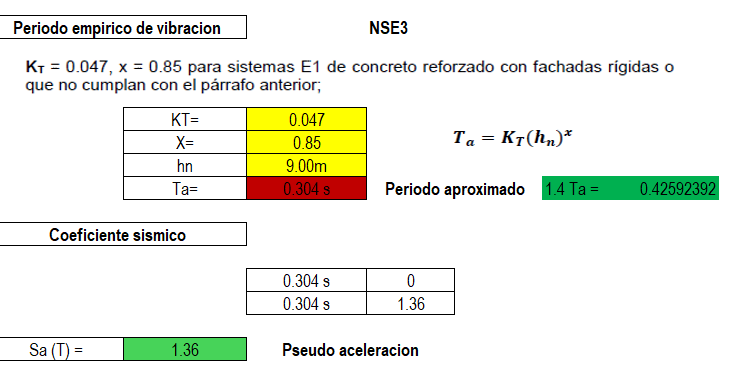 Periodo empirico de vibracion NSE3
K_T = 0.047, x = 0.85 para sistemas E1 de concreto reforzado con fachadas rígidas o
que no cumplan con el párrafo anterior;
KT= 0.047
X= 0.85
hn 9.00m
Ta= 0.304 s
T_a = K_T(h_n)^x
Periodo aproximado 1.4 Ta = 0.42592392
Coeficiente sismico
0.304 s 0
0.304 s 1.36
Sa (T) = 1.36 Pseudo aceleracion